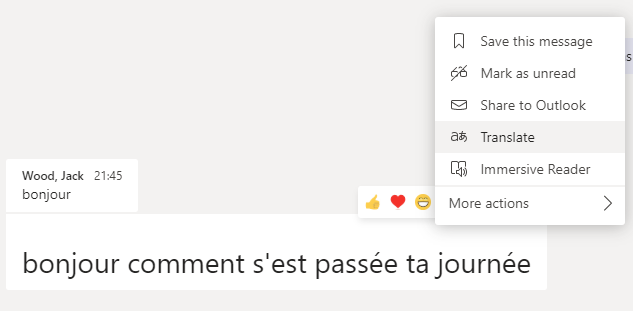 Save this message
Mark as unread
Share to Outlook
Translate
Immersive Reader
More actions
Wood, Jack 21:45
bonjour
bonjour comment s'est passée ta journée